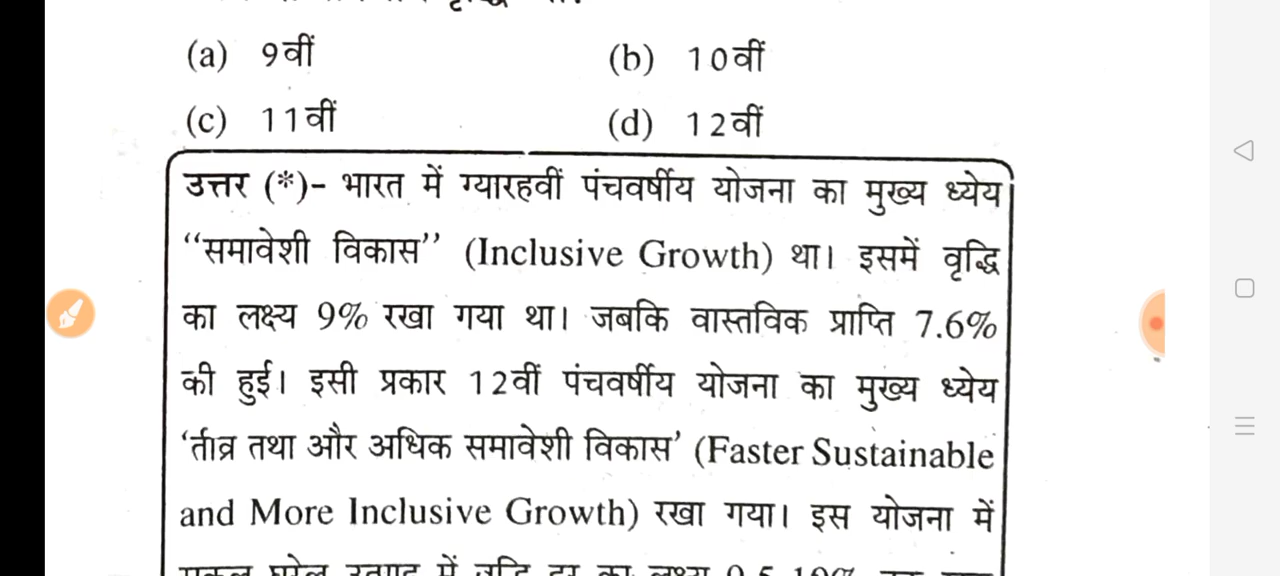 (a) 9वीं (b) 10वीं
(c) 11वीं (d) 12वीं
उत्तर (*)- भारत में ग्यारहवीं पंचवर्षीय योजना का मुख्य ध्येय
“समावेशी विकास” (Inclusive Growth) था। इसमें वृद्धि
का लक्ष्य 9% रखा गया था। जबकि वास्तविक प्राप्ति 7.6%
की हुई। इसी प्रकार 12वीं पंचवर्षीय योजना का मुख्य ध्येय
‘तीव्र तथा और अधिक समावेशी विकास’ (Faster Sustainable
and More Inclusive Growth) रखा गया। इस योजना में